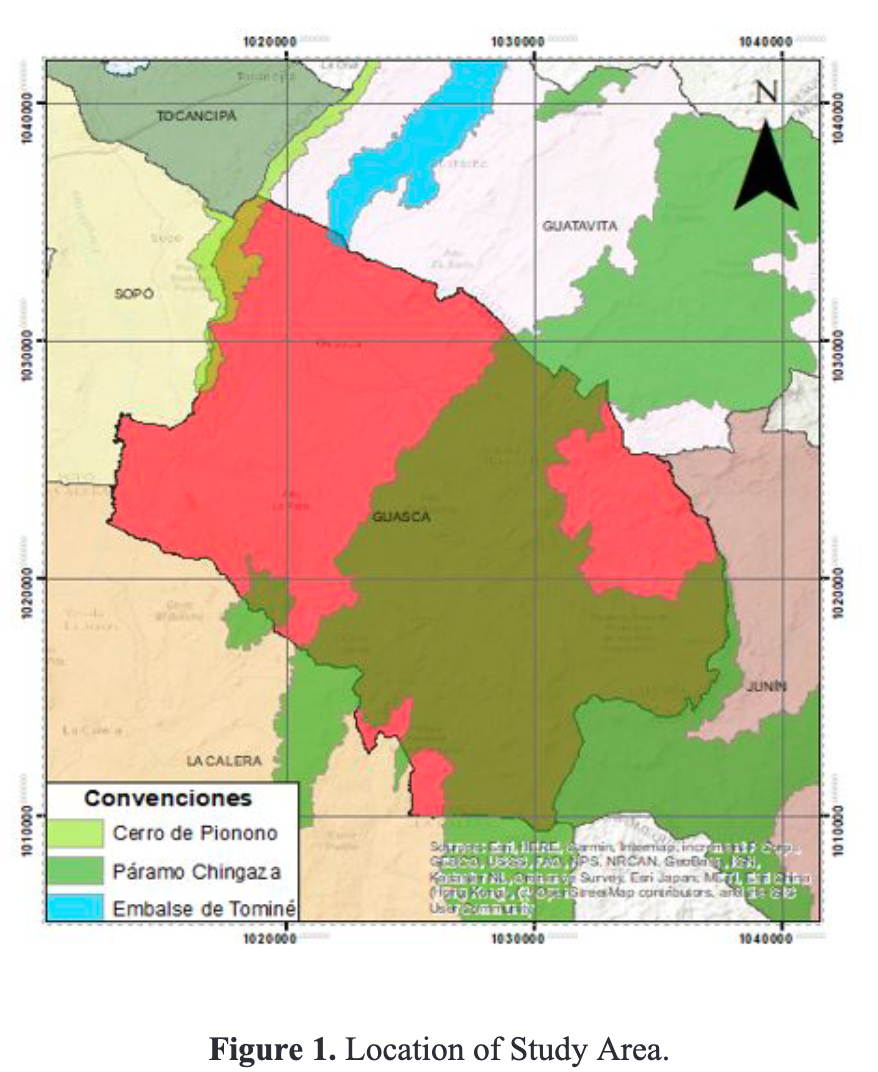 1020000 1030000 1040000
1040000 1040000
N
TOCANCIPÁ
GUATAVITA
SOPÓ
1030000 1030000
GUASCA
1020000 1020000
JUNÍN
LA CALERA
1010000 1010000
Convenciones
Cerro de Pionono
Páramo Chingaza
Embalse de Tominé
Sources: Esri, HERE, Garmin, Intermap, increment P Corp.,
GEBCO, USGS, FAO, NPS, NRCAN, GeoBase, IGN,
Kadaster NL, Ordnance Survey, Esri Japan, METI, Esri China
(Hong Kong), (c) OpenStreetMap contributors, and the GIS
User Community
1020000 1030000 1040000
Figure 1. Location of Study Area.